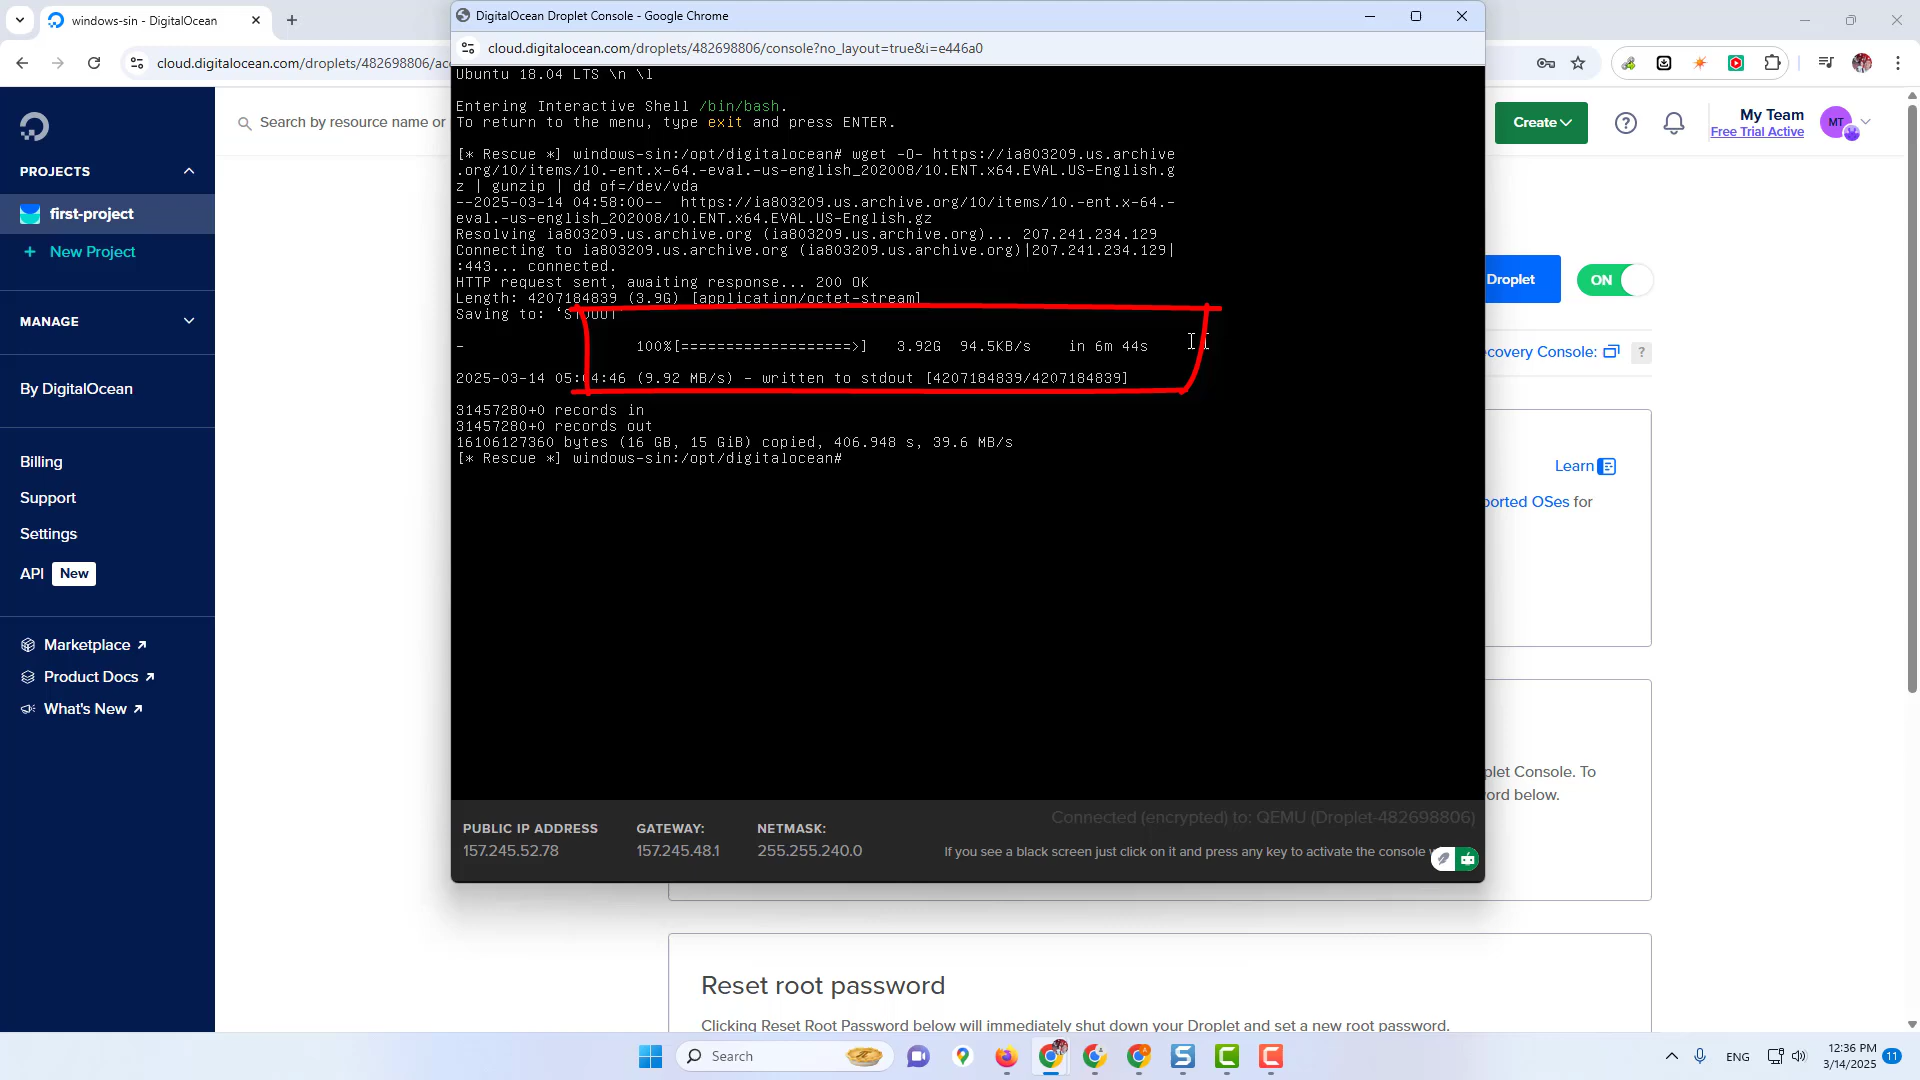 windows-sin - DigitalOcean
DigitalOcean Droplet Console - Google Chrome
cloud.digitalocean.com/droplets/482698806/acc
cloud.digitalocean.com/droplets/482698806/console?no_layout=true&i=e446a0
Search by resource name or
Create
My Team
Free Trial Active
MT
PROJECTS
first-project
+ New Project
MANAGE
By DigitalOcean
Billing
Support
Settings
API New
Marketplace
Product Docs
What's New
Ubuntu 18.04 LTS \n \l
Entering Interactive Shell /bin/bash.
To return to the menu, type exit and press ENTER.
[* Rescue *] windows-sin:/opt/digitalocean# wget -O- https://ia803209.us.archive
.org/10/items/10.-ent.x-64.-eval.-us-english_202008/10.ENT.x64.EVAL.US-English.g
z | gunzip | dd of=/dev/vda
--2025-03-14 04:58:00--  https://ia803209.us.archive.org/10/items/10.-ent.x-64.-
eval.-us-english_202008/10.ENT.x64.EVAL.US-English.gz
Resolving ia803209.us.archive.org (ia803209.us.archive.org)... 207.241.234.129
Connecting to ia803209.us.archive.org (ia803209.us.archive.org)|207.241.234.129|
:443... connected.
HTTP request sent, awaiting response... 200 OK
Length: 4207184839 (3.9G) [application/octet-stream]
Saving to: ‘STDOUT’
- 100%[===================>] 3.92G 94.5KB/s in 6m 44s
2025-03-14 05:04:46 (9.92 MB/s) - written to stdout [4207184839/4207184839]
31457280+0 records in
31457280+0 records out
16106127360 bytes (16 GB, 15 GiB) copied, 406.948 s, 39.6 MB/s
[* Rescue *] windows-sin:/opt/digitalocean#
Connected (encrypted) to: QEMU (Droplet-482698806)
PUBLIC IP ADDRESS GATEWAY: NETMASK:
157.245.52.78 157.245.48.1 255.255.240.0
If you see a black screen just click on it and press any key to activate the console
Droplet
ON
covery Console: ?
Learn
ported OSes for
plet Console. To
ord below.
Reset root password
Clicking Reset Root Password below will immediately shut down your Droplet and set a new root password.
Search
ENG
12:36 PM
3/14/2025
11